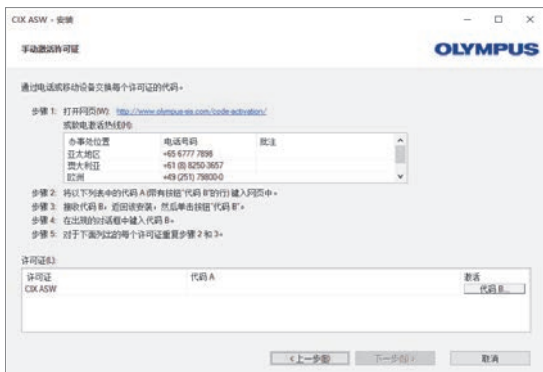 CIX ASW - 安装
手动激活许可证
OLYMPUS
通过电话或移动设备交换每个许可证的代码。
步骤 1: 打开网页(W): http://www.olympus-sis.com/code-activation/
或致电激活热线(H):
办事处位置 电话号码 批注
亚太地区 +65 6777 7898
澳大利亚 +61 (8) 8250-3657
欧洲 +49 (251) 79800-0
步骤 2: 将以下列表中的代码 A (带有按钮“代码 B”的行) 键入网页中。
步骤 3: 接收代码 B。返回该安装，然后单击按钮“代码 B”。
步骤 4: 在出现的对话框中键入代码 B。
步骤 5: 对于下面列出的每个许可证重复步骤 2 和 3。
许可证(L):
许可证 代码 A 激活
CIX ASW 代码 B...
<上一步(B) 下一步(N)> 取消